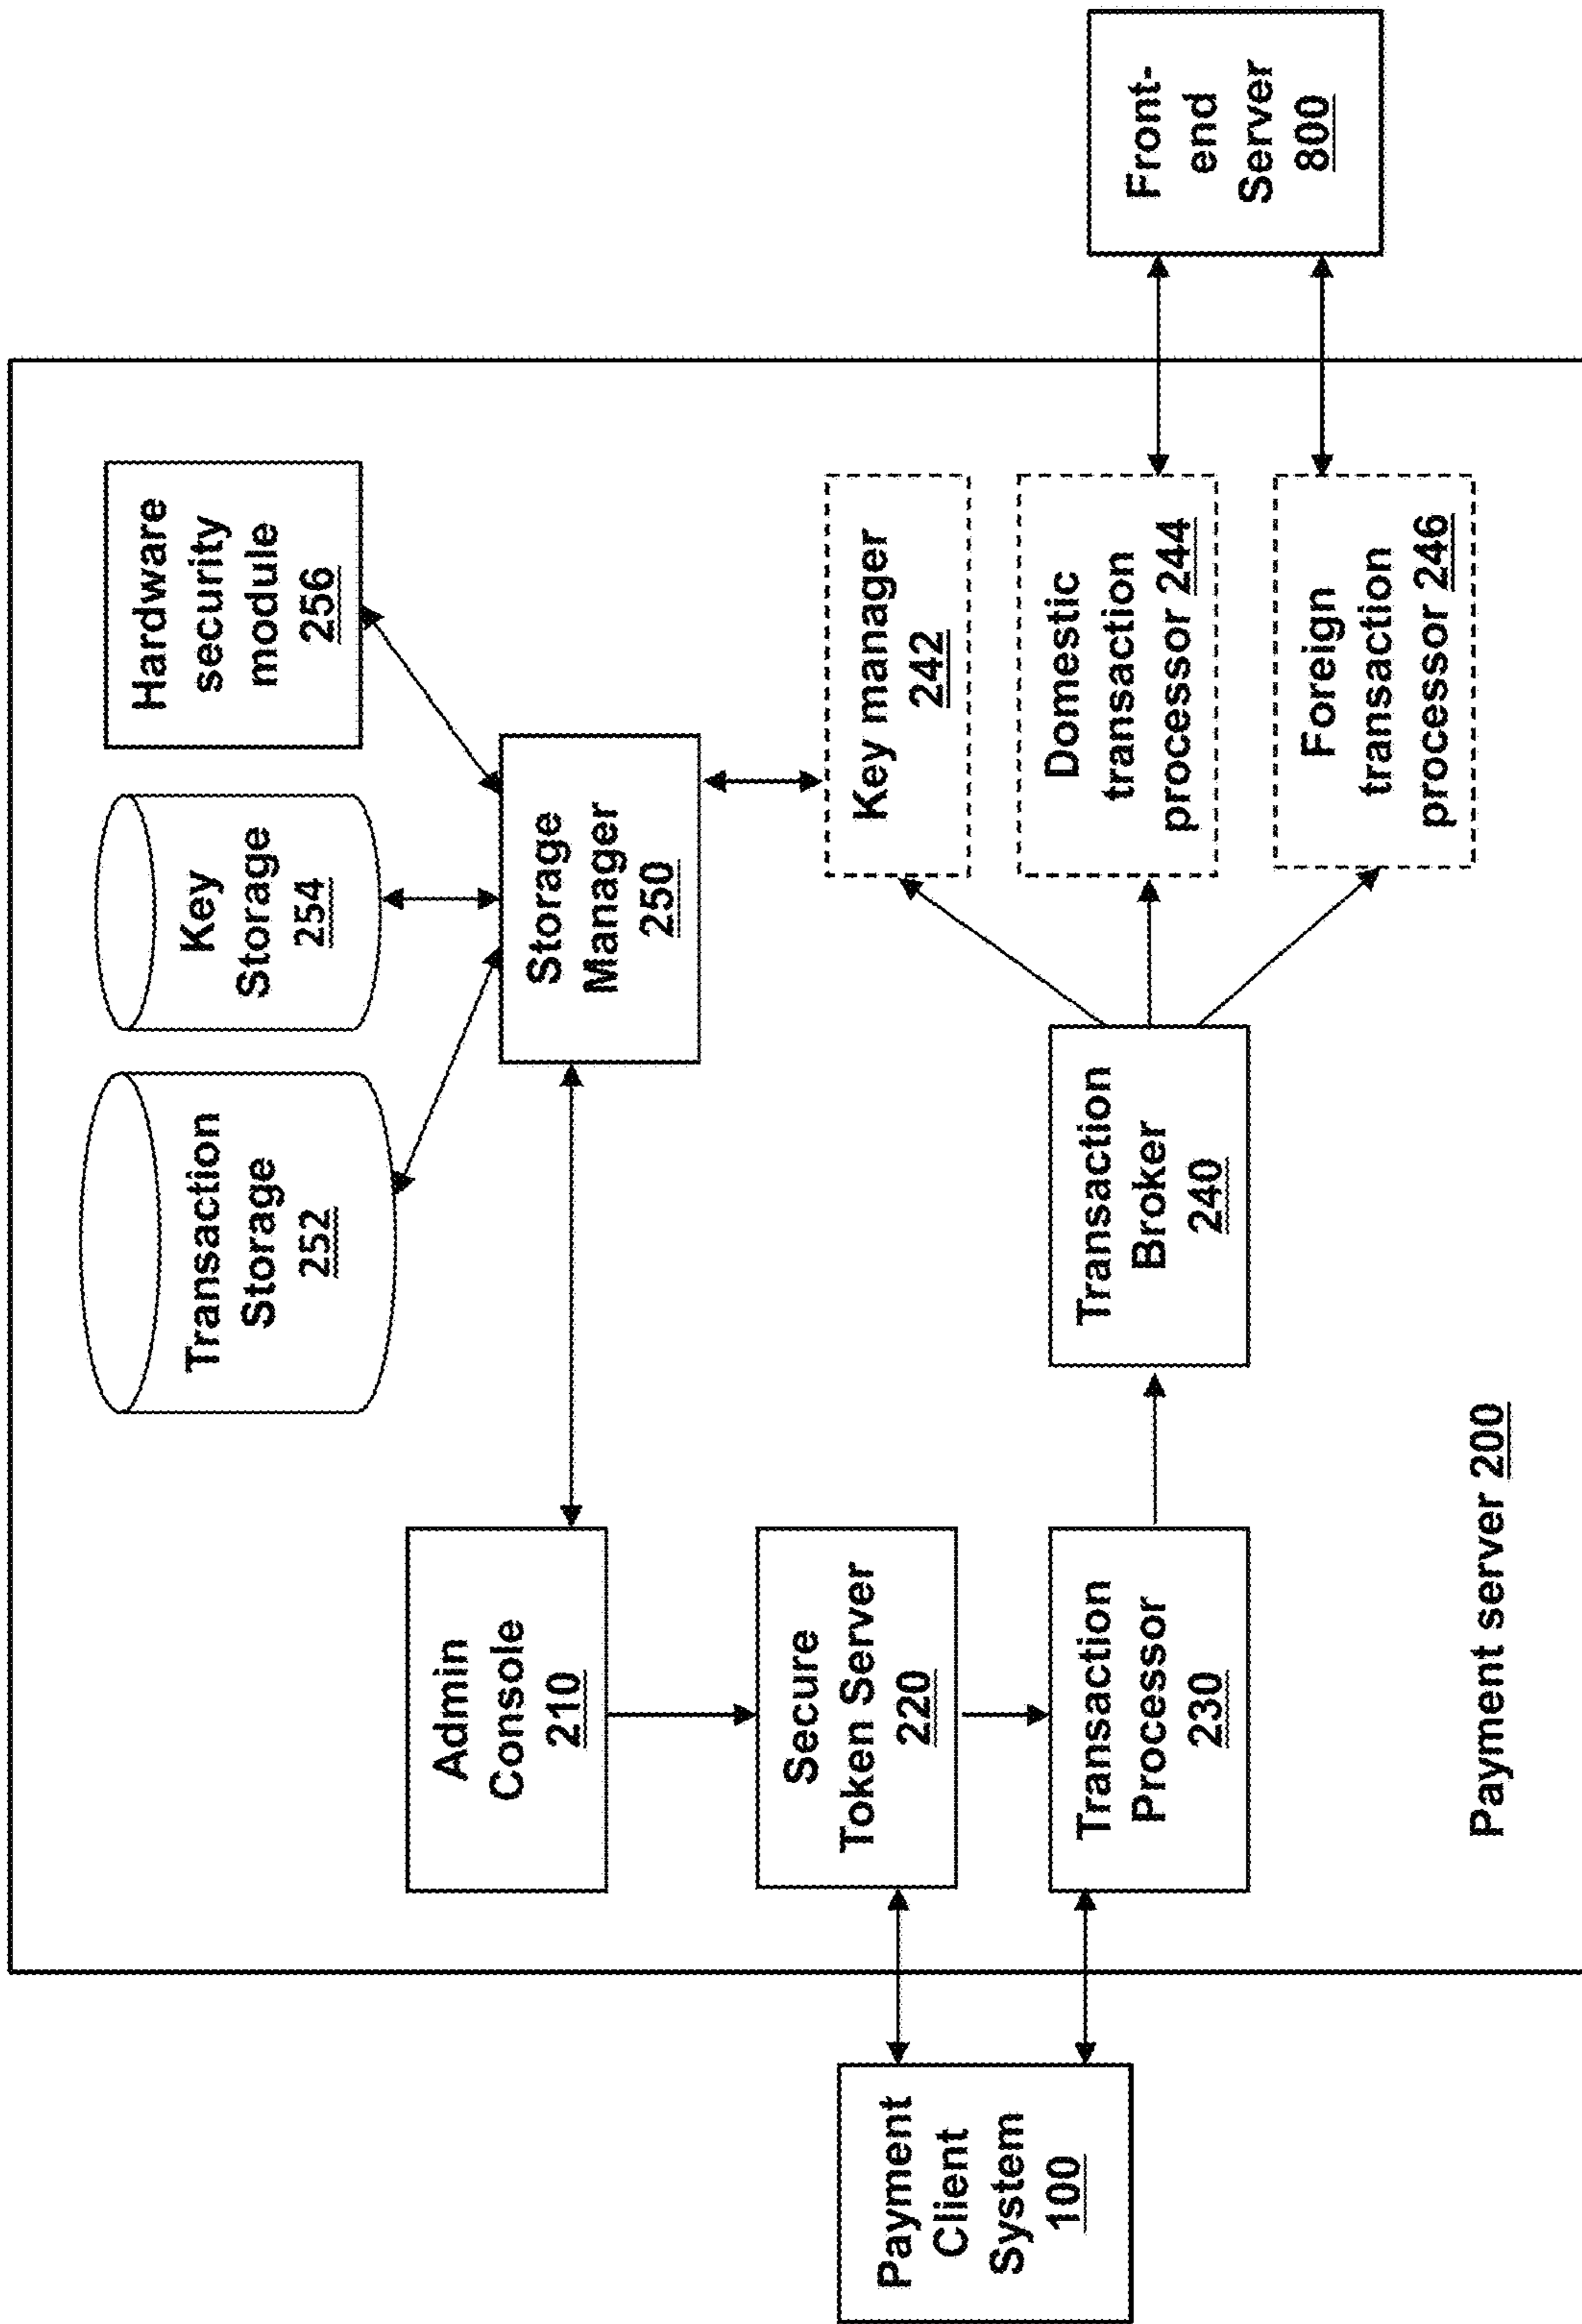 Transaction
Storage
252
Key
Storage
254
Hardware
security
module
256
Admin
Console
210
Storage
Manager
250
Payment
Client
System
100
Secure
Token Server
220
Key manager
242
Transaction
Processor
230
Transaction
Broker
240
Domestic
transaction
processor 244
Foreign
transaction
processor 246
Front-
end
Server
800
Payment server 200